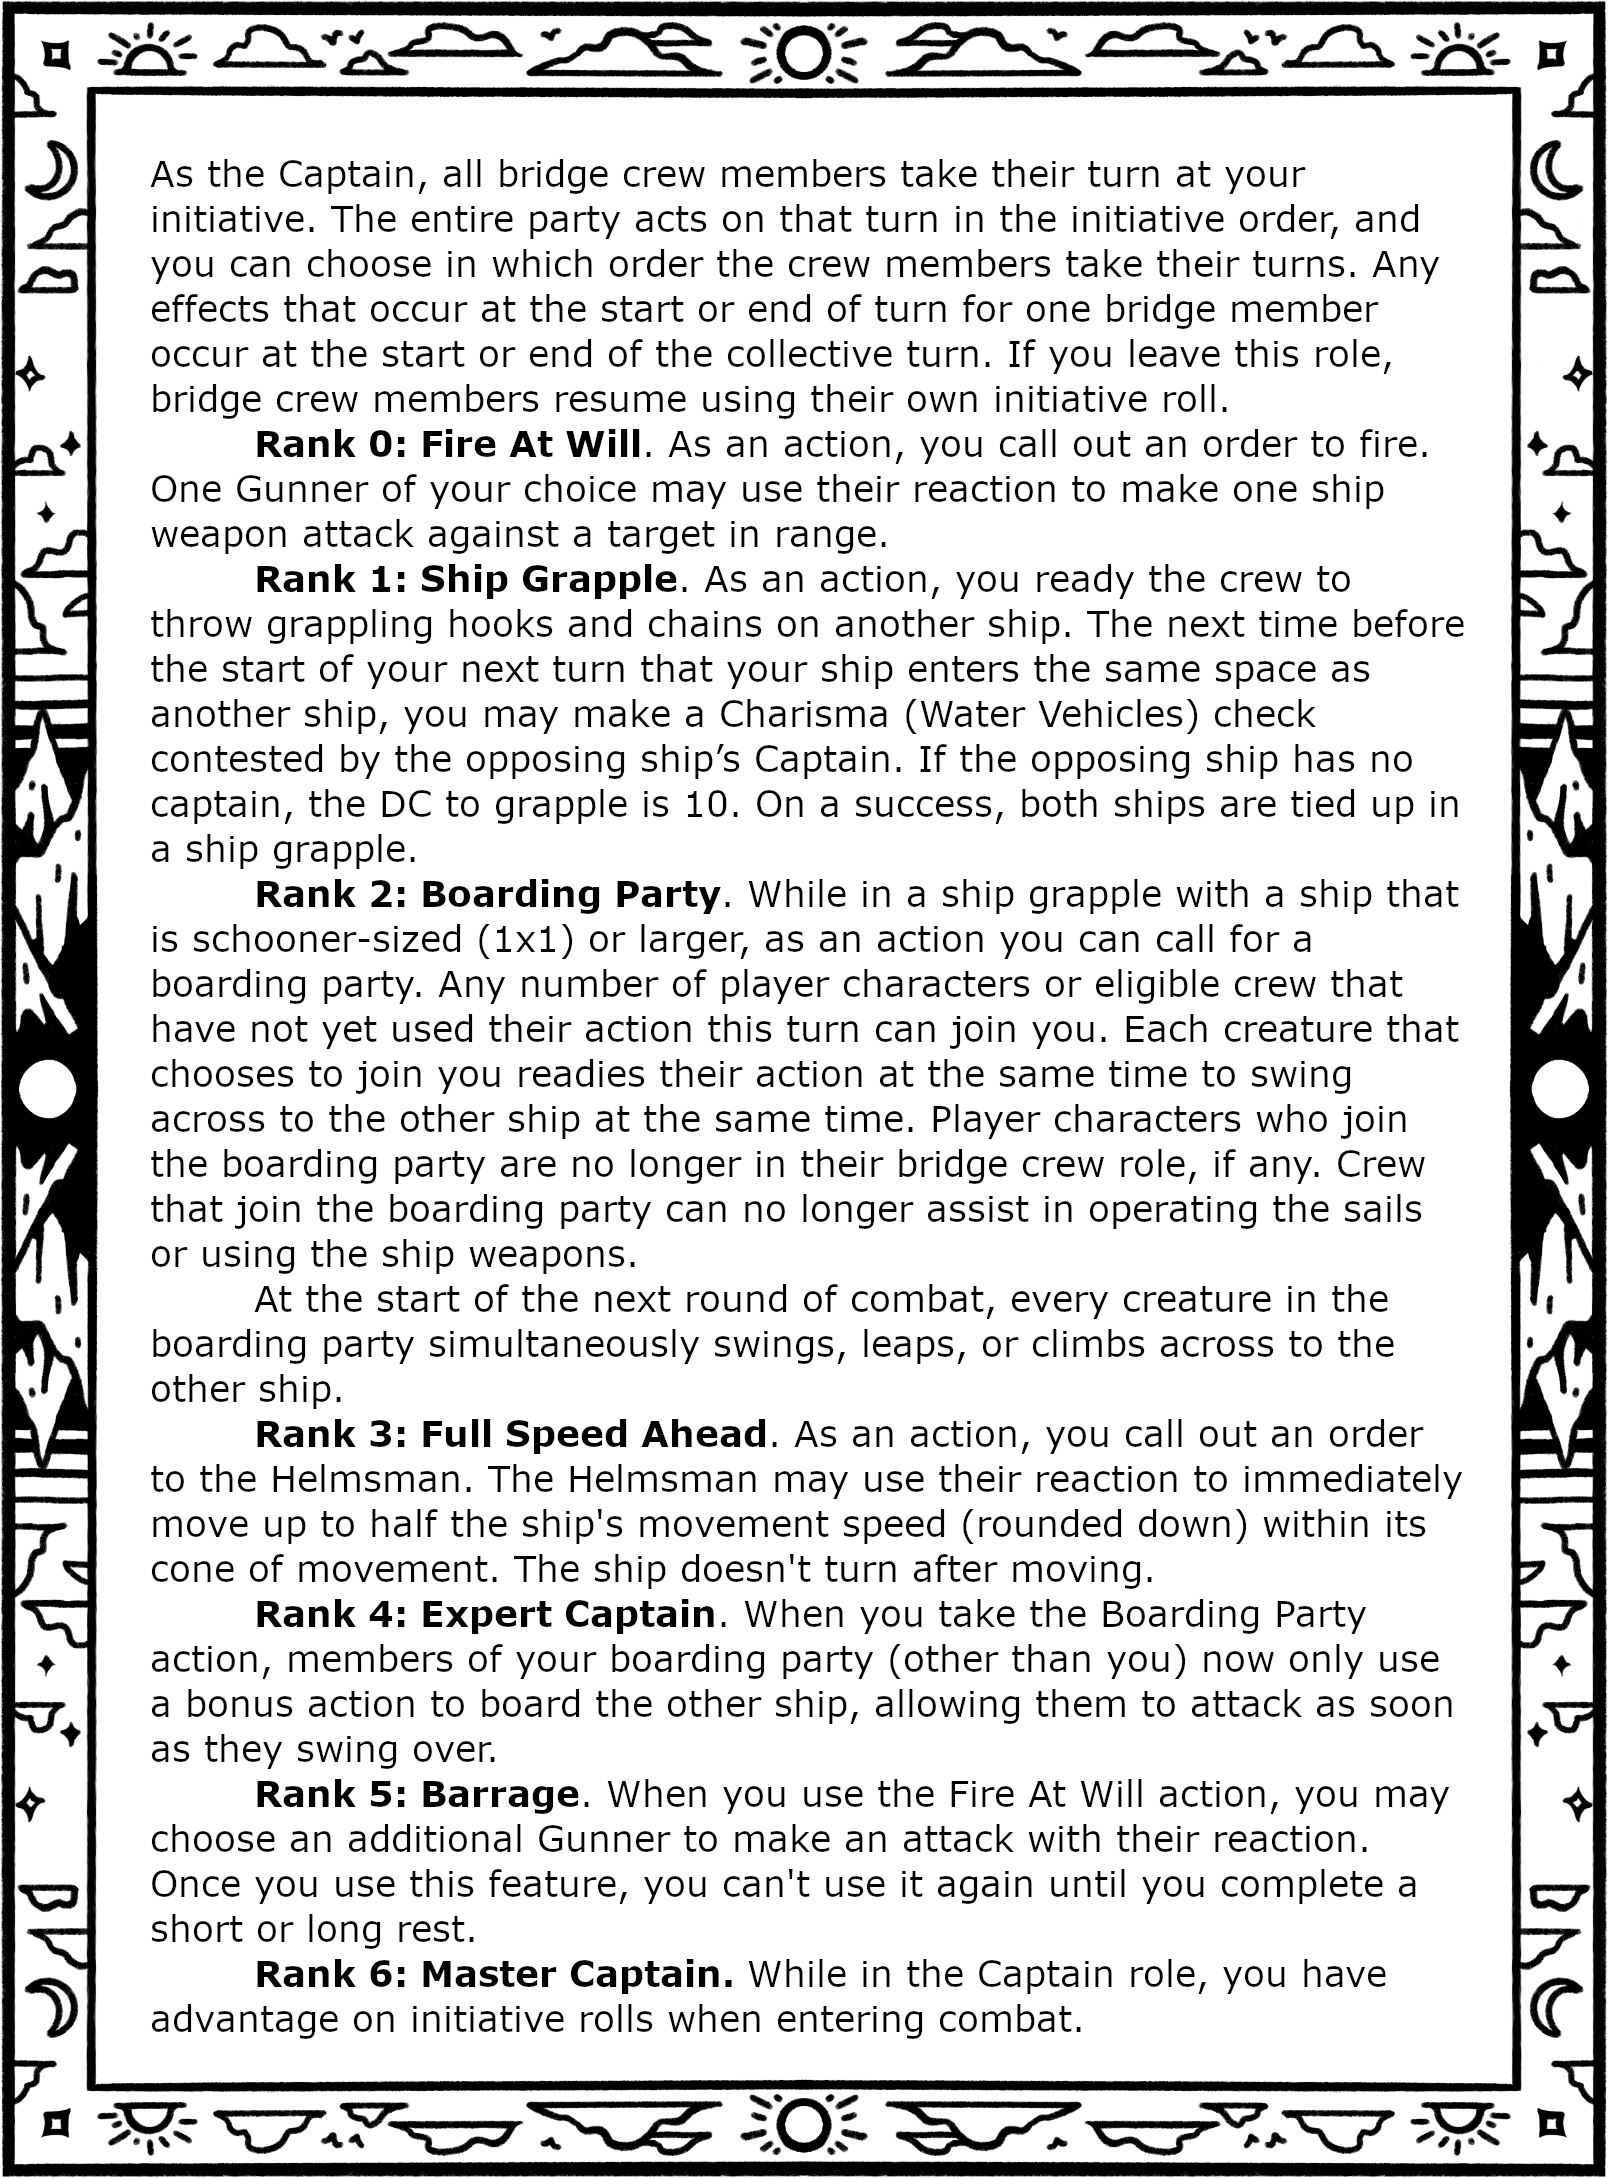 As the Captain, all bridge crew members take their turn at your
initiative. The entire party acts on that turn in the initiative order, and
you can choose in which order the crew members take their turns. Any
effects that occur at the start or end of turn for one bridge member
occur at the start or end of the collective turn. If you leave this role,
bridge crew members resume using their own initiative roll.
Rank 0: Fire At Will. As an action, you call out an order to fire.
One Gunner of your choice may use their reaction to make one ship
weapon attack against a target in range.
Rank 1: Ship Grapple. As an action, you ready the crew to
throw grappling hooks and chains on another ship. The next time before
the start of your next turn that your ship enters the same space as
another ship, you may make a Charisma (Water Vehicles) check
contested by the opposing ship’s Captain. If the opposing ship has no
captain, the DC to grapple is 10. On a success, both ships are tied up in
a ship grapple.
Rank 2: Boarding Party. While in a ship grapple with a ship that
is schooner-sized (1x1) or larger, as an action you can call for a
boarding party. Any number of player characters or eligible crew that
have not yet used their action this turn can join you. Each creature that
chooses to join you readies their action at the same time to swing
across to the other ship at the same time. Player characters who join
the boarding party are no longer in their bridge crew role, if any. Crew
that join the boarding party can no longer assist in operating the sails
or using the ship weapons.
At the start of the next round of combat, every creature in the
boarding party simultaneously swings, leaps, or climbs across to the
other ship.
Rank 3: Full Speed Ahead. As an action, you call out an order
to the Helmsman. The Helmsman may use their reaction to immediately
move up to half the ship's movement speed (rounded down) within its
cone of movement. The ship doesn't turn after moving.
Rank 4: Expert Captain. When you take the Boarding Party
action, members of your boarding party (other than you) now only use
a bonus action to board the other ship, allowing them to attack as soon
as they swing over.
Rank 5: Barrage. When you use the Fire At Will action, you may
choose an additional Gunner to make an attack with their reaction.
Once you use this feature, you can't use it again until you complete a
short or long rest.
Rank 6: Master Captain. While in the Captain role, you have
advantage on initiative rolls when entering combat.